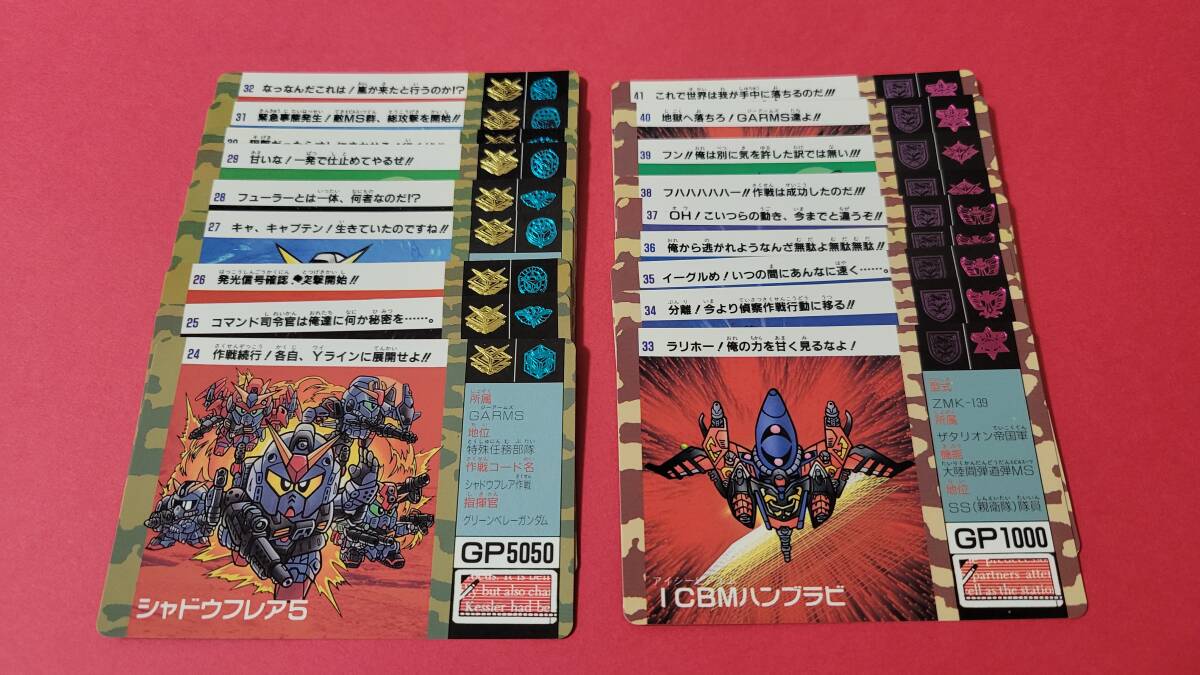 32 なっなんだこれは!嵐が来たと行うのか!?
31 緊急事態発生!敵MS群、総攻撃を開始!!
29 甘いな!一発で仕止めてやるぜ!!
28 フューラーとは一体、何者なのだ!?
27 キャ、キャプテン!生きていたのですね!!
26 発光信号確認、突撃開始!!
25 コマンド司令官は俺達に何か秘密を……。
24 作戦続行!各自、Yラインに展開せよ!!
所属
GARMS
地位
特殊任務部隊
作戦コード名
シャドウフレア作戦
指揮官
グリーンベレーガンダム
GP5050
but also cha
Kessler had be
シャドウフレア5
41 これで世界は我が手中に落ちるのだ!!!
40 地獄へ落ちろ!GARMS達よ!!
39 フン!俺は別に気を許した訳では無い!!!
38 フハハハハハー!!作戦は成功したのだ!!!
37 OH!こいつらの動き、今までと違うぞ!!
36 俺から逃かれようなんざ無駄よ無駄無駄!!
35 イーグルめ!いつの間にあんなに速く……。
34 分離!今より偵察作戦行動に移る!!
33 ラリホー!俺の力を甘く見るなよ!
型式
ZMK-139
所属
ザタリオン帝国軍
機能
大陸間弾道弾MS
地位
SS(親衛隊)隊員
GP1000
partners afte
ell as the statio
ICBMハンブラビ